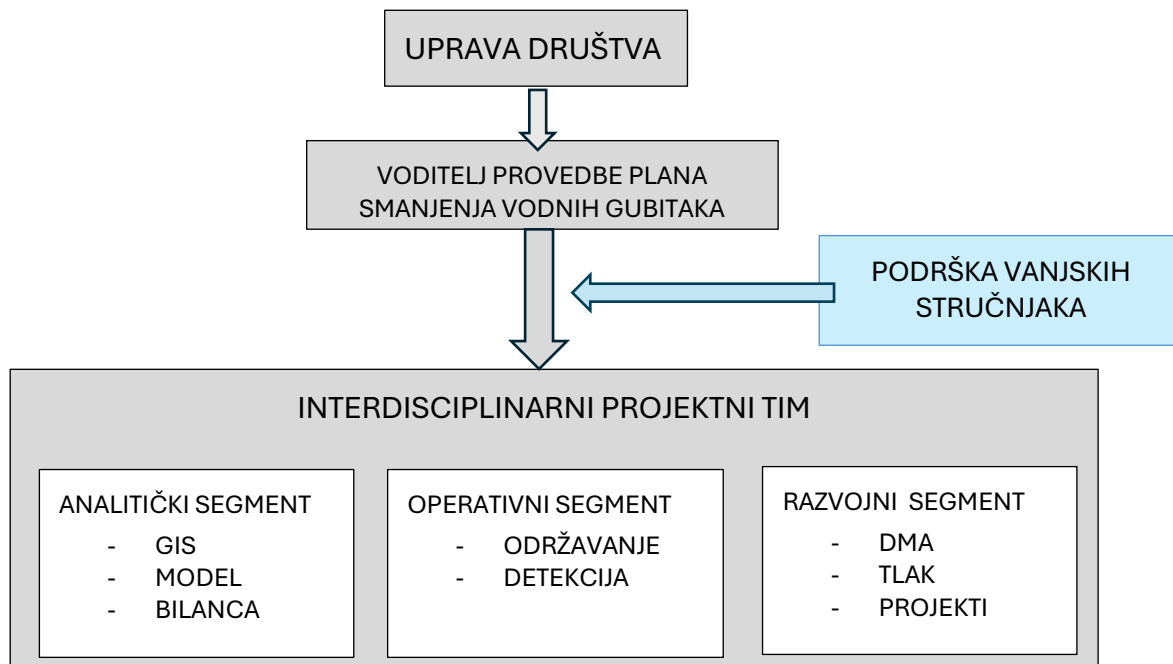 UPRAVA DRUŠTVA
VODITELJ PROVEDBE PLANA
SMANJENJA VODNIH GUBITAKA
PODRŠKA VANJSKIH
STRUČNJAKA
INTERDISCIPLINARNI PROJEKTNI TIM
ANALITIČKI SEGMENT
- GIS
- MODEL
- BILANCA
OPERATIVNI SEGMENT
- ODRŽAVANJE
- DETEKCIJA
RAZVOJNI SEGMENT
- DMA
- TLAK
- PROJEKTI